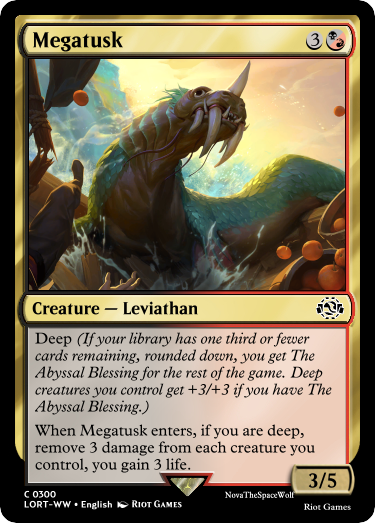 Megatusk
3
Creature — Leviathan
Deep (If your library has one third or fewer
cards remaining, rounded down, you get The
Abyssal Blessing for the rest of the game. Deep
creatures you control get +3/+3 if you have The
Abyssal Blessing.)
When Megatusk enters, if you are deep,
remove 3 damage from each creature you
control, you gain 3 life.
3/5
C 0300
LORT-WW • English Riot Games
NovaTheSpaceWolf
Riot Games